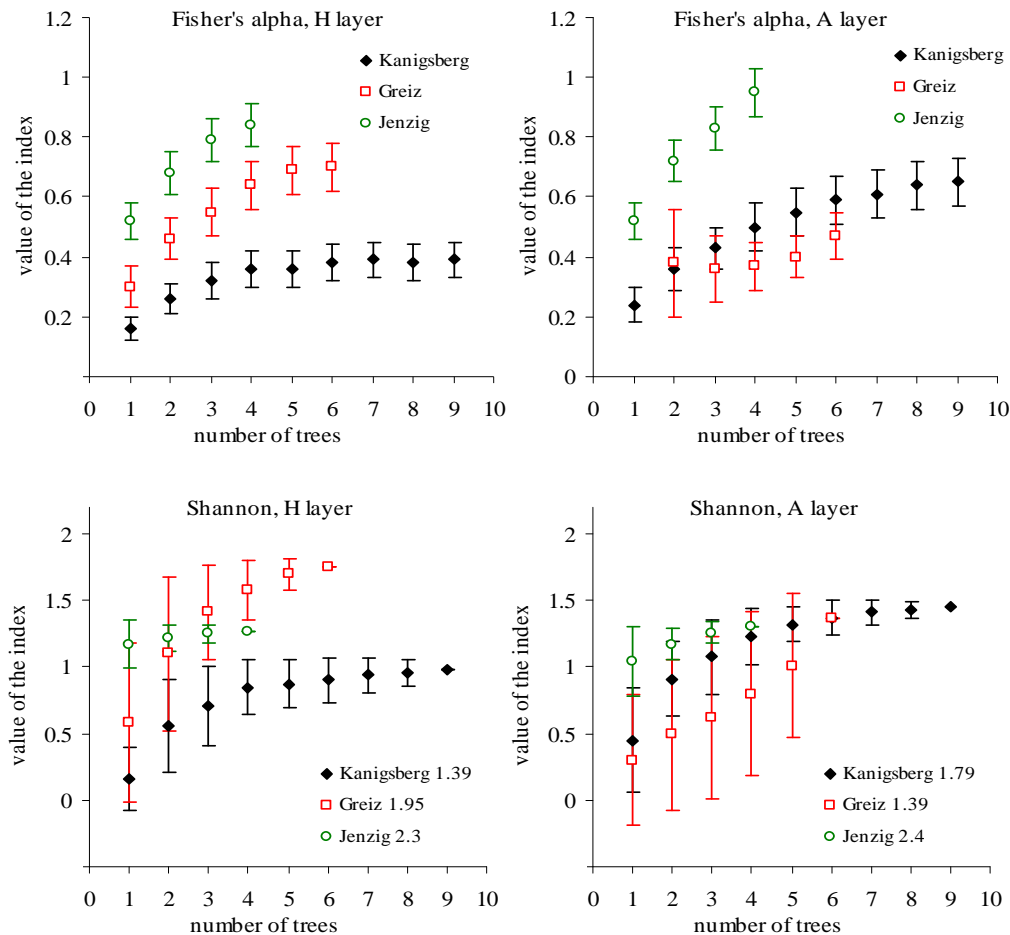 Fisher's alpha, H layer
value of the index
1.2
1
0.8
0.6
0.4
0.2
Kanigsberg
Greiz
Jenzig
0 1 2 3 4 5 6 7 8 9 10
number of trees
Fisher's alpha, A layer
value of the index
1.2
1
0.8
0.6
0.4
0.2
0
Kanigsberg
Greiz
Jenzig
0 1 2 3 4 5 6 7 8 9 10
number of trees
Shannon, H layer
value of the index
2
1.5
1
0.5
0
Kanigsberg 1.39
Greiz 1.95
Jenzig 2.3
0 1 2 3 4 5 6 7 8 9 10
number of trees
Shannon, A layer
value of the index
2
1.5
1
0.5
0
Kanigsberg 1.79
Greiz 1.39
Jenzig 2.4
0 1 2 3 4 5 6 7 8 9 10
number of trees